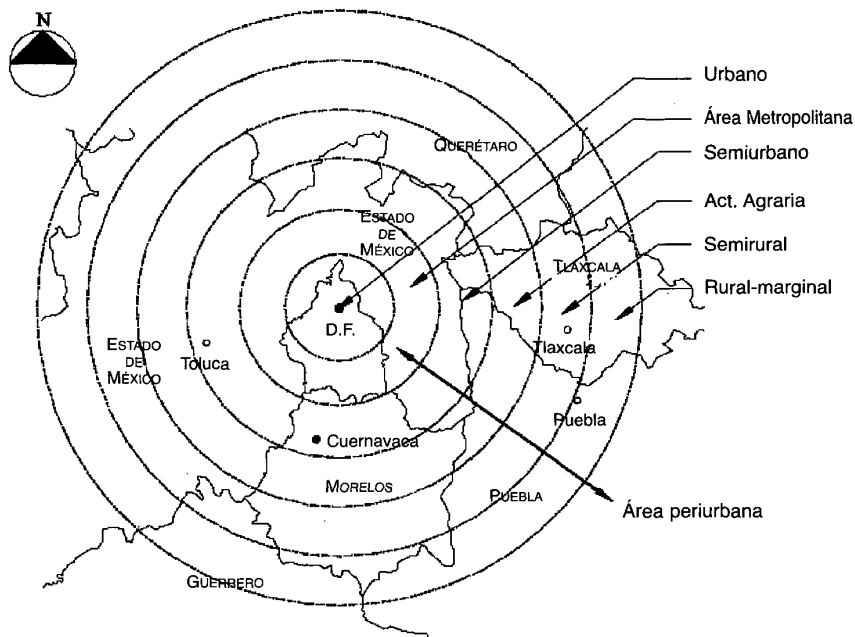 N
Urbano
Área Metropolitana
QUERÉTARO
Semiurbano
Act. Agraria
ESTADO
DE
MÉXICO
Semirural
TLAXCALA
Rural-marginal
D.F.
Tlaxcala
ESTADO
DE
MÉXICO
Toluca
Puebla
Cuernavaca
MORELOS
PUEBLA
Área periurbana
GUERRERO